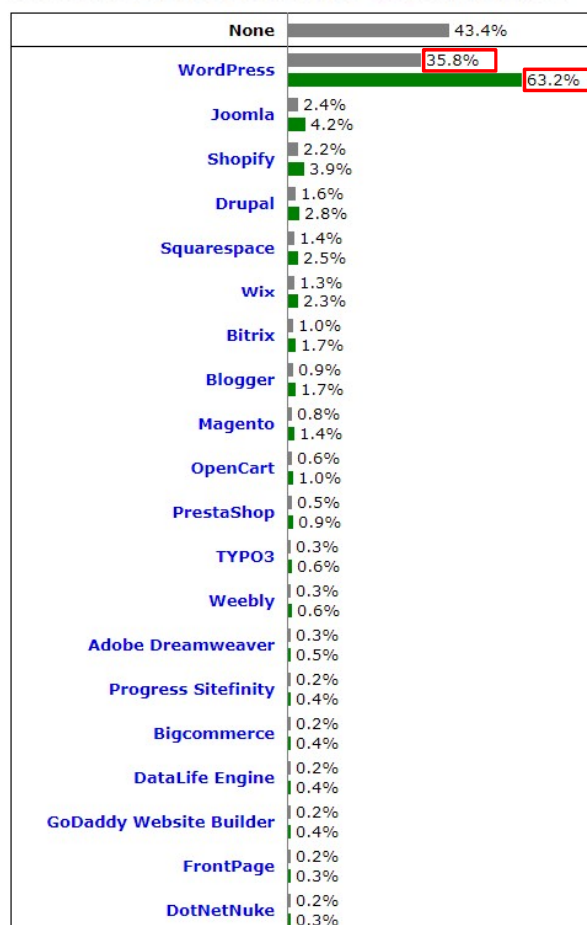 None 43.4%
WordPress 35.8%
63.2%
Joomla 2.4%
4.2%
Shopify 2.2%
3.9%
Drupal 1.6%
2.8%
Squarespace 1.4%
2.5%
Wix 1.3%
2.3%
Bitrix 1.0%
1.7%
Blogger 0.9%
1.7%
Magento 0.8%
1.4%
OpenCart 0.6%
1.0%
PrestaShop 0.5%
0.9%
TYPO3 0.3%
0.6%
Weebly 0.3%
0.6%
Adobe Dreamweaver 0.3%
0.5%
Progress Sitefinity 0.2%
0.4%
Bigcommerce 0.2%
0.4%
DataLife Engine 0.2%
0.4%
GoDaddy Website Builder 0.2%
0.4%
FrontPage 0.2%
0.3%
DotNetNuke 0.2%
0.3%